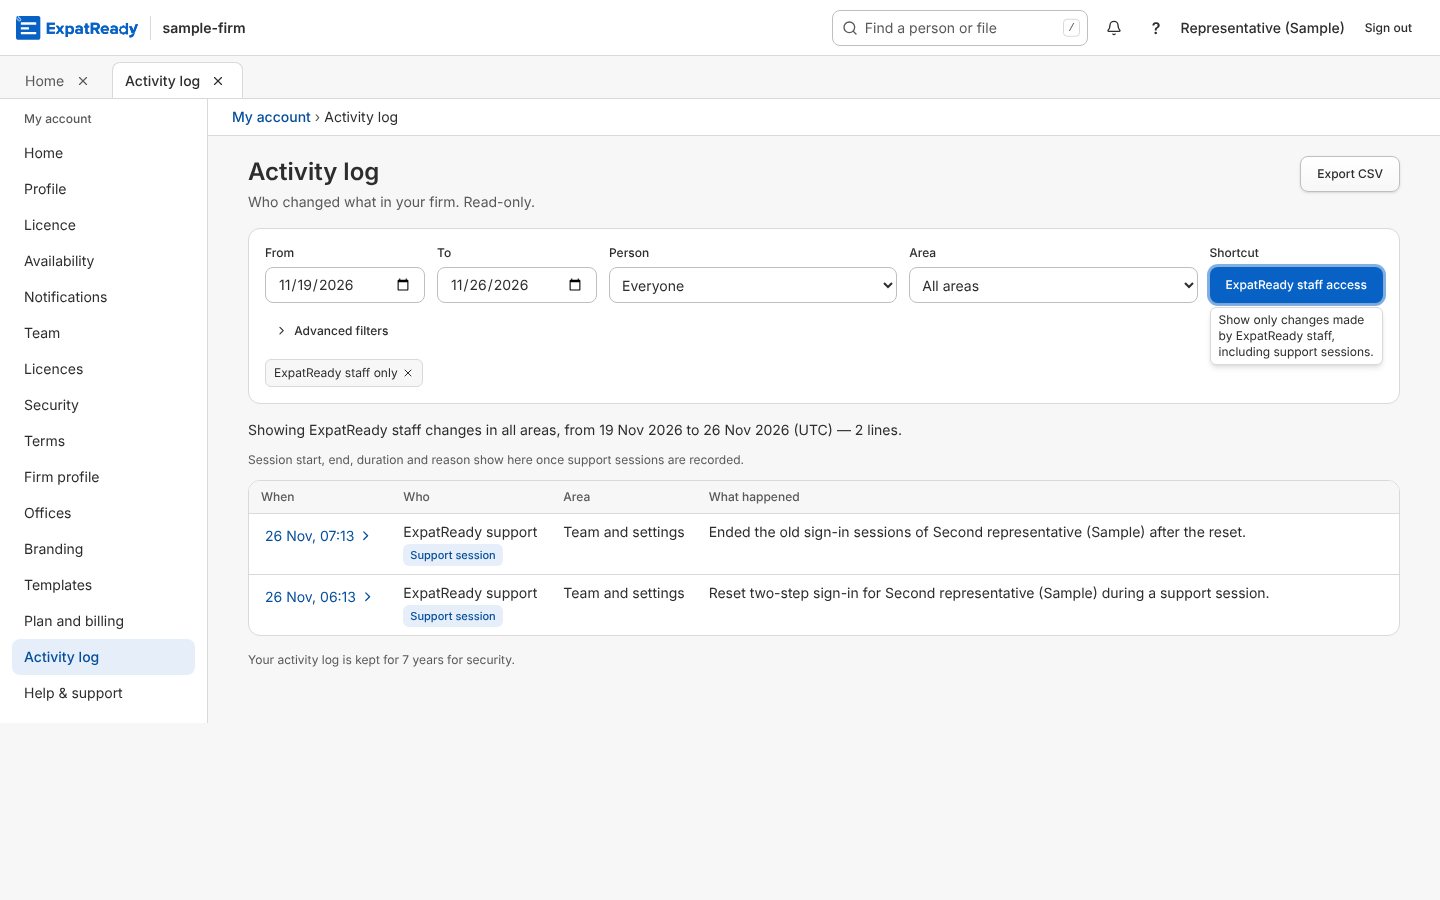 ExpatReady
sample-firm
Find a person or file
/
?
Representative (Sample)
Sign out
Home
Activity log
My account
Home
Profile
Licence
Availability
Notifications
Team
Licences
Security
Terms
Firm profile
Offices
Branding
Templates
Plan and billing
Activity log
Help & support
My account › Activity log
Activity log
Who changed what in your firm. Read-only.
Export CSV
From
To
Person
Area
Shortcut
11/19/2026
11/26/2026
Everyone
All areas
ExpatReady staff access
Show only changes made
by ExpatReady staff,
including support sessions.
Advanced filters
ExpatReady staff only
Showing ExpatReady staff changes in all areas, from 19 Nov 2026 to 26 Nov 2026 (UTC) — 2 lines.
Session start, end, duration and reason show here once support sessions are recorded.
When
Who
Area
What happened
26 Nov, 07:13
ExpatReady support
Support session
Team and settings
Ended the old sign-in sessions of Second representative (Sample) after the reset.
26 Nov, 06:13
ExpatReady support
Support session
Team and settings
Reset two-step sign-in for Second representative (Sample) during a support session.
Your activity log is kept for 7 years for security.